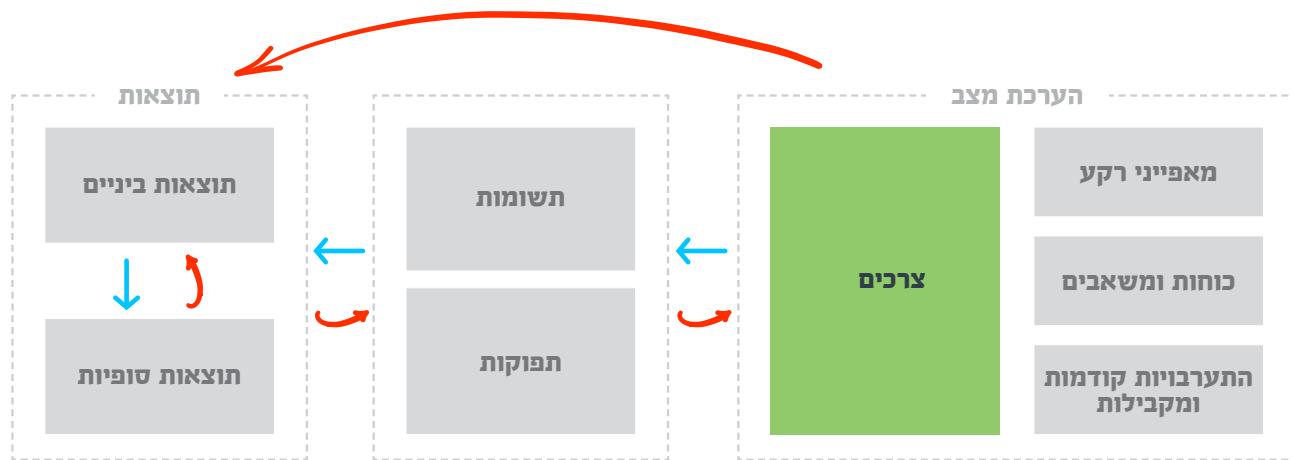 הערכת מצב
מאפייני רקע
כוחות ומשאבים
התערבויות קודמות
ומקבילות
צרכים
תשומות
תפוקות
תוצאות
תוצאות ביניים
תוצאות סופיות